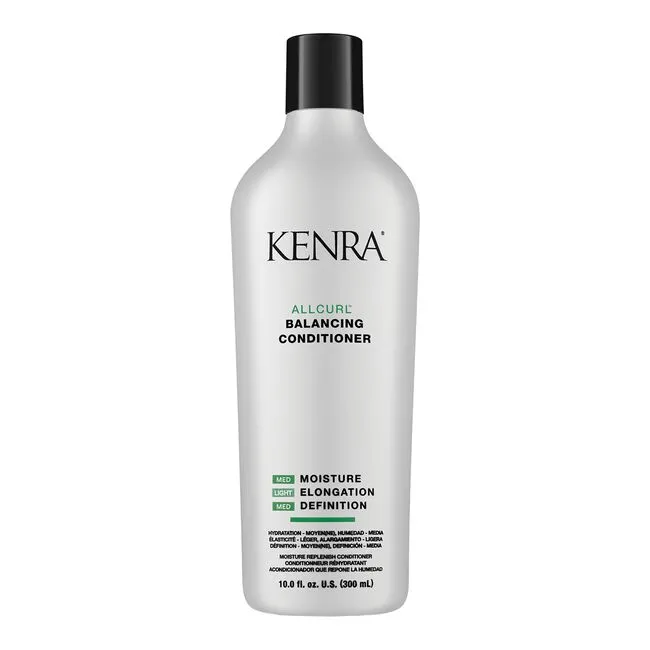 KENRA®
ALLCURL™
BALANCING
CONDITIONER
MED MOISTURE
LIGHT ELONGATION
MED DEFINITION
HYDRATATION - MOYEN(NE), HUMEDAD - MEDIA
ÉLASTICITÉ - LÉGER, ALARGAMIENTO - LIGERA
DÉFINITION - MOYEN(NE), DEFINICIÓN - MEDIA
MOISTURE REPLENISH CONDITIONER
CONDITIONNEUR RÉHYDRATANT
ACONDICIONADOR QUE REPONE LA HUMEDAD
10.0 fl. oz. U.S. (300 mL)